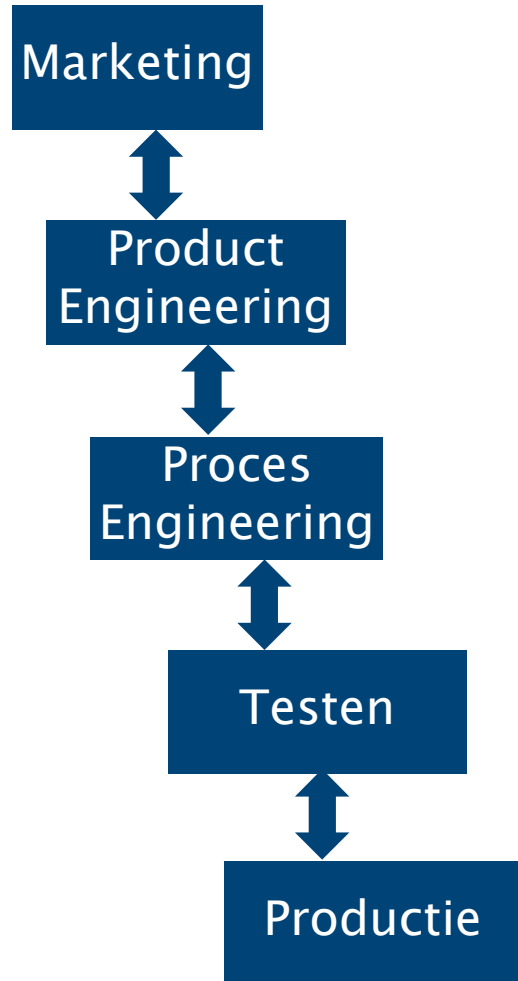 Marketing
Product
Engineering
Proces
Engineering
Testen
Productie